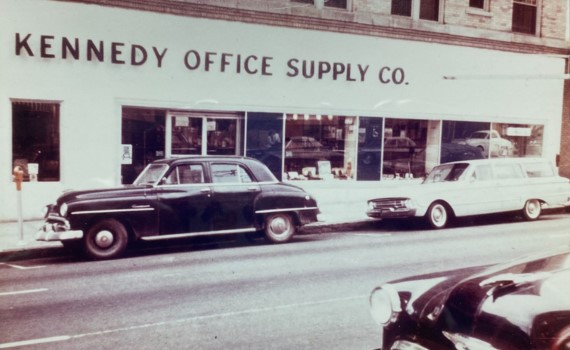 KENNEDY OFFICE SUPPLY CO.